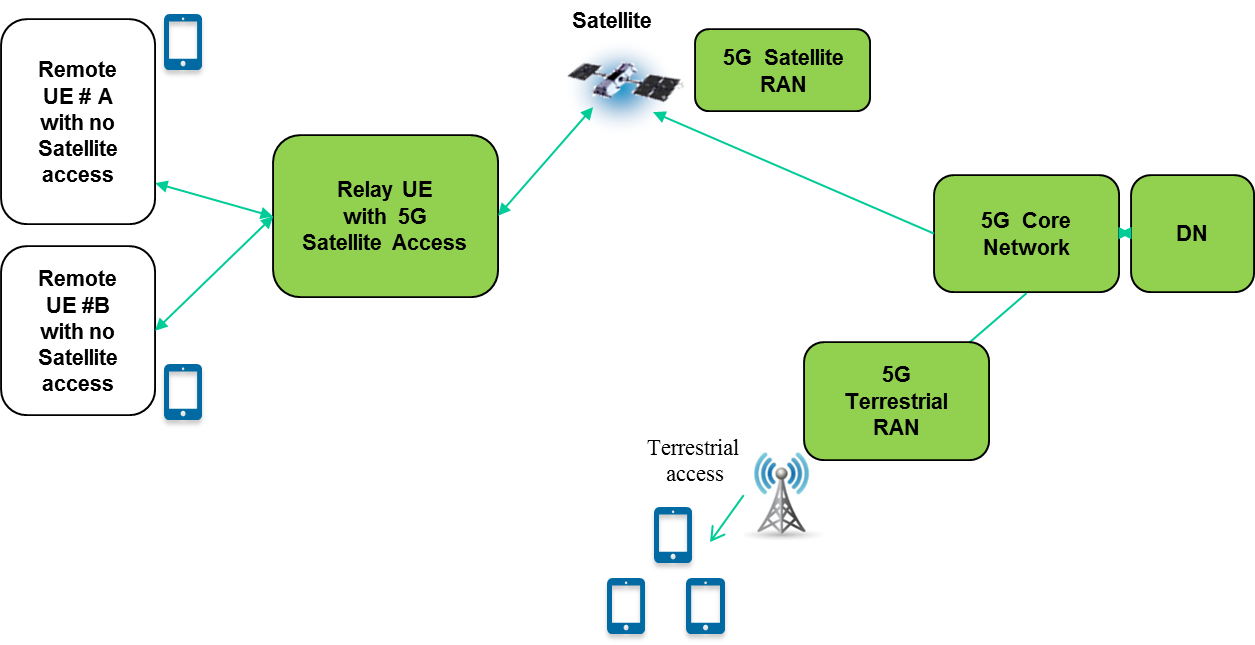 Satellite
5G Satellite
RAN
Remote
UE # A
with no
Satellite
access
Relay UE
with 5G
Satellite Access
5G Core
Network
DN
Remote
UE #B
with no
Satellite
access
5G
Terrestrial
RAN
Terrestrial
access